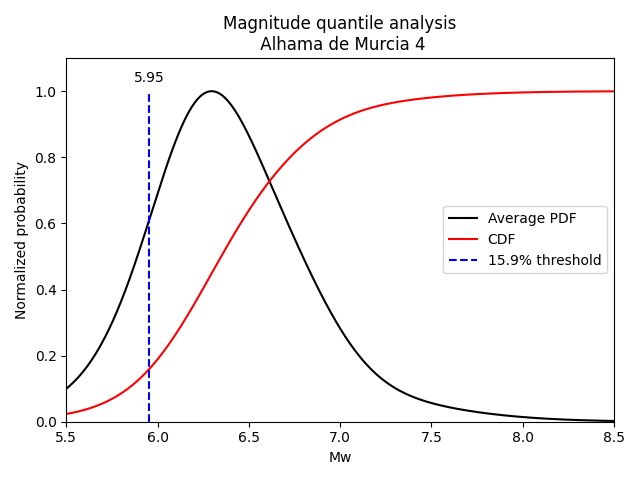 Magnitude quantile analysis
Alhama de Murcia 4
5.95
1.0
0.8
0.6
0.4
0.2
0.0
Normalized probability
Average PDF
CDF
15.9% threshold
5.5 6.0 6.5 7.0 7.5 8.0 8.5
Mw